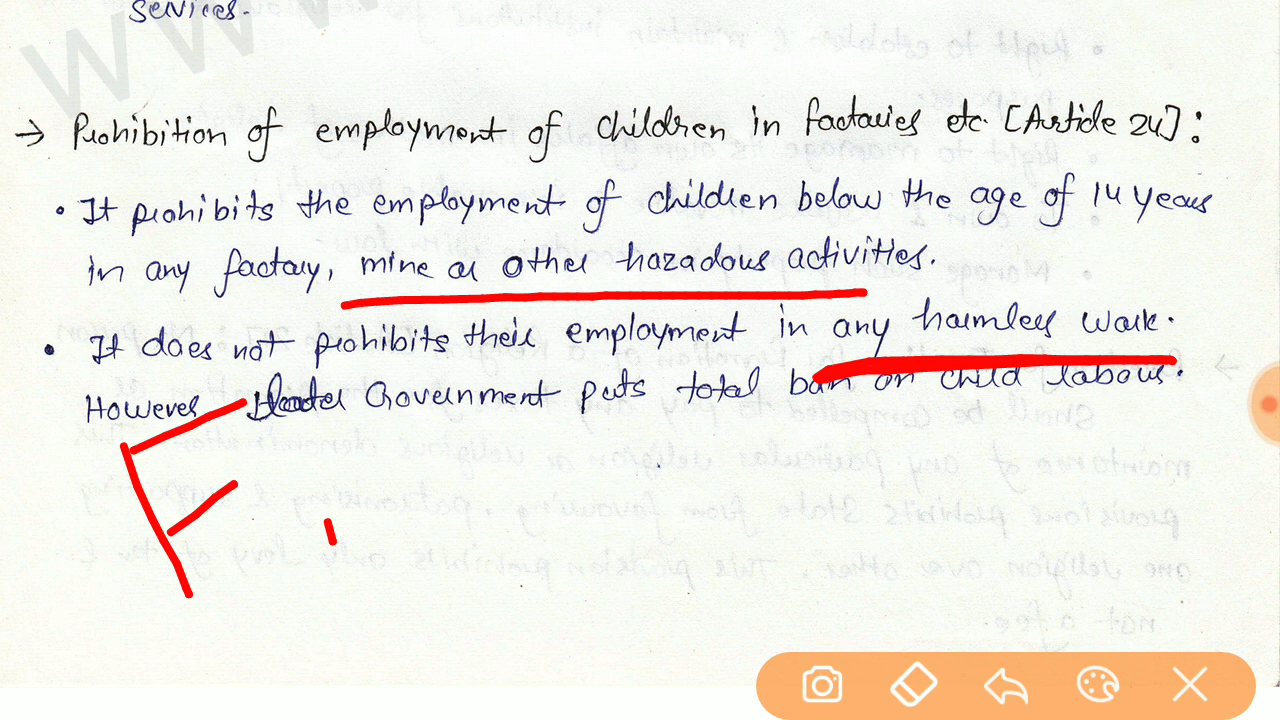 services.
WWW
→ Prohibition of employment of children in factories etc. [Article 24]:
• It prohibits the employment of children below the age of 14 years
in any factory, mine or other hazadous activities.
• It does not prohibits their employment in any harmless work.
However Government puts total ban on child labour.
F